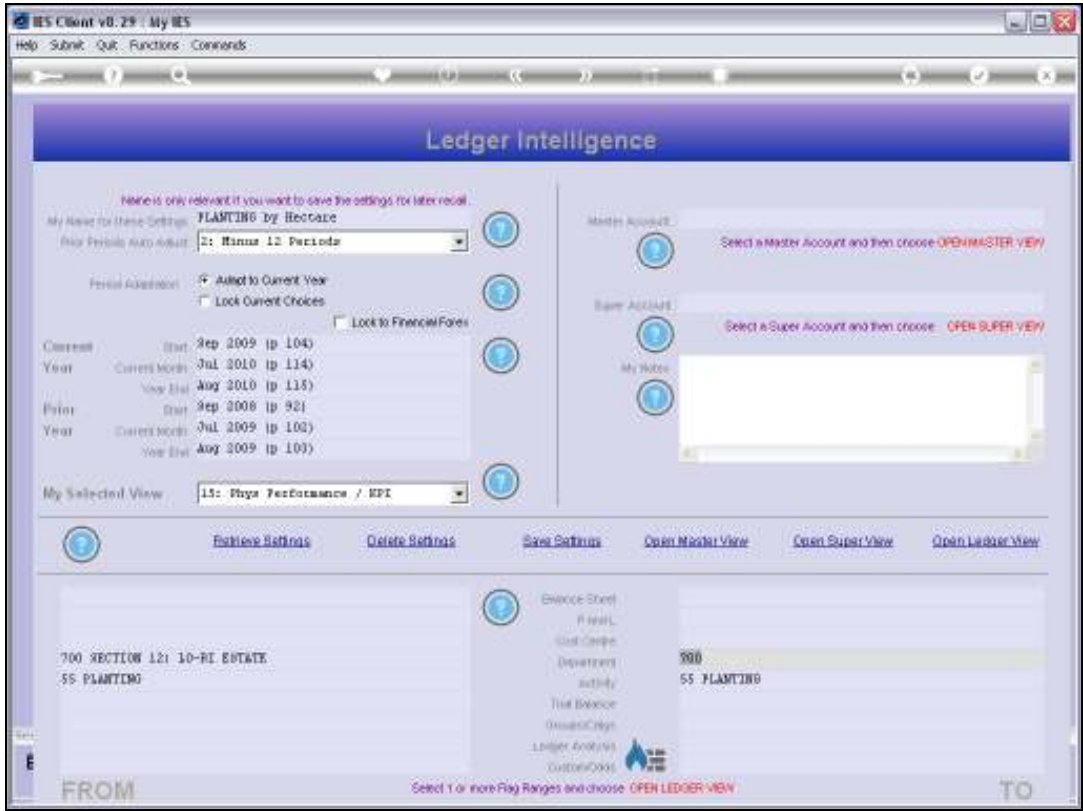 IES Client v8.29 : My IES
Help Submit Quit Functions Commands
Ledger Intelligence
Name is only relevant if you want to save the settings for later recall.
My Name for these Settings PLANTING by Hectare
Prior Periods Auto Adjust 2: Minus 12 Periods
Period Adaptation Adapt to Current Year
Lock Current Choices
Lock to Financial Forex
Current Start Sep 2009 (p 104)
Year Current Month Jul 2010 (p 114)
Year End Aug 2010 (p 115)
Prior Start Sep 2008 (p 92)
Year Current Month Jul 2009 (p 102)
Year End Aug 2009 (p 103)
My Selected View 15: Phys Performance / KPI
Master Account
Select a Master Account and then choose OPEN MASTER VIEW
Super Account
Select a Super Account and then choose OPEN SUPER VIEW
My Notes
Retrieve Settings Delete Settings Save Settings Open Master View Open Super View Open Ledger View
Balance Sheet
P and L
Cost Centre
700 SECTION 12: 10-RI ESTATE Department 700
55 PLANTING Activity 55 PLANTING
Trial Balance
Ledger Analysis
FROM Select 1 or more Flag Ranges and choose OPEN LEDGER VIEW TO